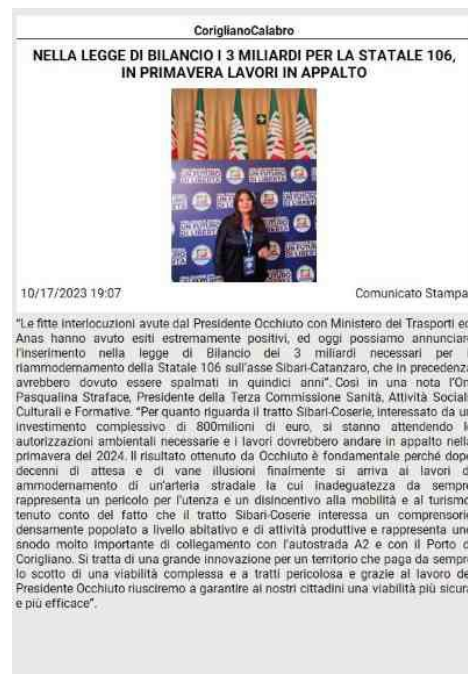 CoriglianoCalabro
NELLA LEGGE DI BILANCIO I 3 MILIARDI PER LA STATALE 106,
IN PRIMAVERA LAVORI IN APPALTO
UN FUTURO
DI LIBERTÀ
10/17/2023 19:07
Comunicato Stampa
"Le fitte interlocuzioni avute dal Presidente Occhiuto con Ministero dei Trasporti ed
Anas hanno avuto esiti estremamente positivi, ed oggi possiamo annunciare
l'inserimento nella legge di Bilancio dei 3 miliardi necessari per
riammodernamento della Statale 106 sull'asse Sibari-Catanzaro, che in precedenza
avrebbero dovuto essere spalmati in quindici anni". Così in una nota l'On
Pasqualina Straface, Presidente della Terza Commissione Sanità, Attività Sociali
Culturali e Formative. "Per quanto riguarda il tratto Sibari-Coserie, interessato da un
investimento complessivo di 800milioni di euro, si stanno attendendo le
autorizzazioni ambientali necessarie e i lavori dovrebbero andare in appalto nella
primavera del 2024. Il risultato ottenuto da Occhiuto è fondamentale perché dopo
decenni di attesa e di vane illusioni finalmente si arriva ai lavori di
ammodernamento di un'arteria stradale la cui inadeguatezza da sempre
rappresenta un pericolo per l'utenza e un disincentivo alla mobilità e al turismo
tenuto conto del fatto che il tratto Sibari-Coserie interessa un comprensorio
densamente popolato a livello abitativo e di attività produttive e rappresenta uno
snodo molto importante di collegamento con l'autostrada A2 e con il Porto di
Corigliano. Si tratta di una grande innovazione per un territorio che paga da sempre
lo scotto di una viabilità complessa e a tratti pericolosa e grazie al lavoro del
Presidente Occhiuto riusciremo a garantire ai nostri cittadini una viabilità più sicura
e più efficace".